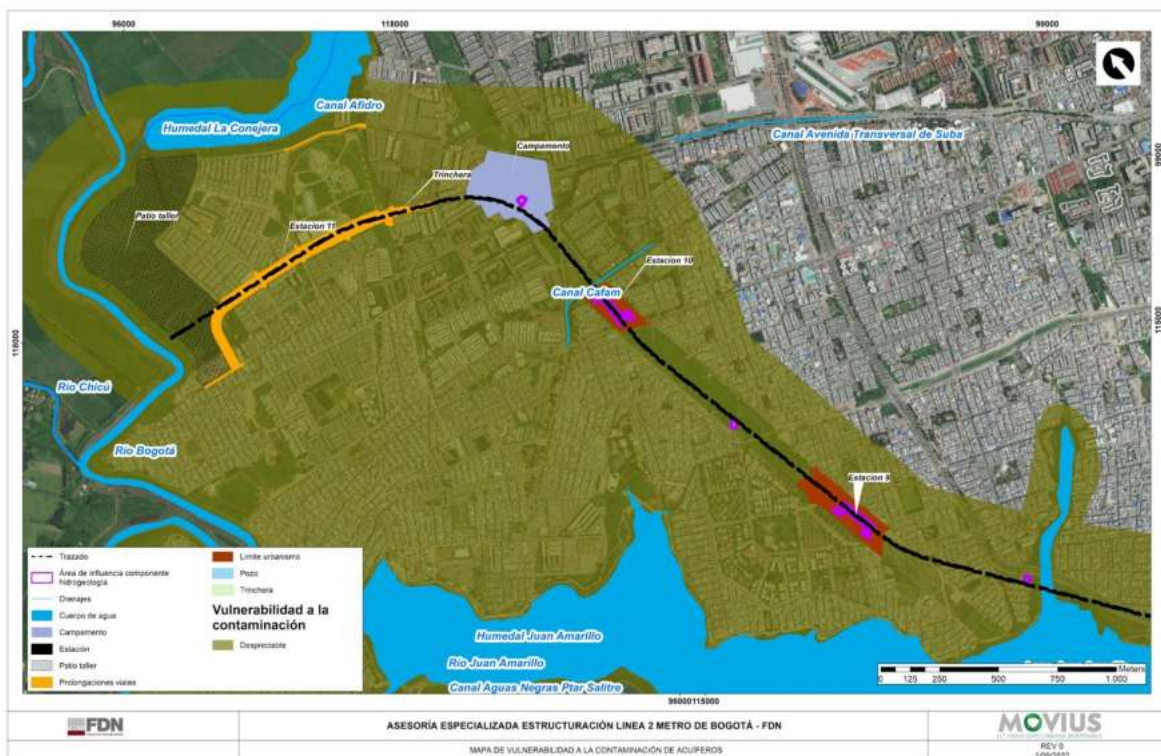 96000
118000
99000
Canal Afidro
Humedal La Conejera
Canal Avenida Transversal de Suba
99000
Campamento
Trinchera
Patio taller
Estacion 11
Estacion 10
Canal Cafam
118000
115000
Rio Chicú
Rio Bogotá
Estacion 9
Trazado
Área de influencia componente
hidrogeología
Drenajes
Cuerpo de agua
Campamento
Estación
Patio taller
Prolongaciones viales
Limite urbanismo
Pozo
Trinchera
Vulnerabilidad a la
contaminación
Despreciable
Humedal Juan Amarillo
Rio Juan Amarillo
Canal Aguas Negras Ptar Salitre
Meters
0 125 250 500 750 1.000
96000115000
FDN
ASESORÍA ESPECIALIZADA ESTRUCTURACIÓN LINEA 2 METRO DE BOGOTÁ - FDN
MOVIUS
MAPA DE VULNERABILIDAD A LA CONTAMINACIÓN DE ACUÍFEROS
REV 0